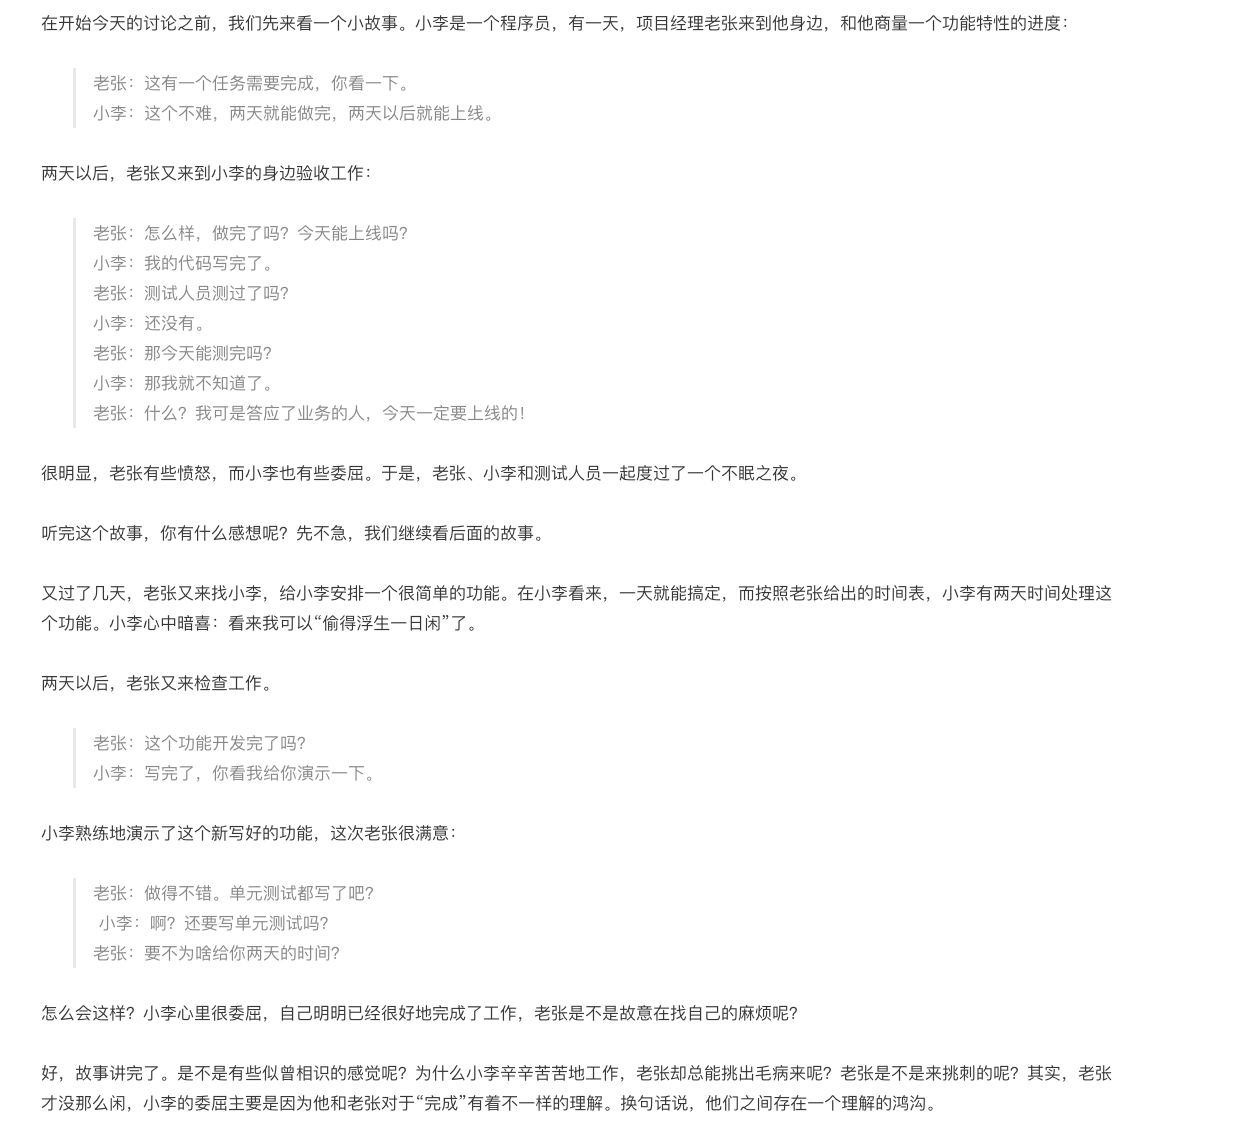 在开始今天的讨论之前，我们先来看一个小故事。小李是一个程序员，有一天，项目经理老张来到他身边，和他商量一个功能特性的进度：
老张：这有一个任务需要完成，你看一下。
小李：这个不难，两天就能做完，两天以后就能上线。
两天以后，老张又来到小李的身边验收工作：
老张：怎么样，做完了吗？今天能上线吗？
小李：我的代码写完了。
老张：测试人员测过了吗？
小李：还没有。
老张：那今天能测完吗？
小李：那我就不知道了。
老张：什么？我可是答应了业务的人，今天一定要上线的！
很明显，老张有些愤怒，而小李也有些委屈。于是，老张、小李和测试人员一起度过了一个不眠之夜。
听完这个故事，你有什么感想呢？先不急，我们继续看后面的故事。
又过了几天，老张又来找小李，给小李安排一个很简单的功能。在小李看来，一天就能搞定，而按照老张给出的时间表，小李有两天时间处理这
个功能。小李心中暗喜：看来我可以“偷得浮生一日闲”了。
两天以后，老张又来检查工作。
老张：这个功能开发完了吗？
小李：写完了，你看我给你演示一下。
小李熟练地演示了这个新写好的功能，这次老张很满意：
老张：做得不错。单元测试都写了吧？
小李：啊？还要写单元测试吗？
老张：要不为啥给你两天的时间？
怎么会这样？小李心里很委屈，自己明明已经很好地完成了工作，老张是不是故意在找自己的麻烦呢？
好，故事讲完了。是不是有些似曾相识的感觉呢？为什么小李辛辛苦苦地工作，老张却总能挑出毛病来呢？老张是不是来挑刺的呢？其实，老张
才没那么闲，小李的委屈主要是因为他和老张对于“完成”有着不一样的理解。换句话说，他们之间存在一个理解的鸿沟。